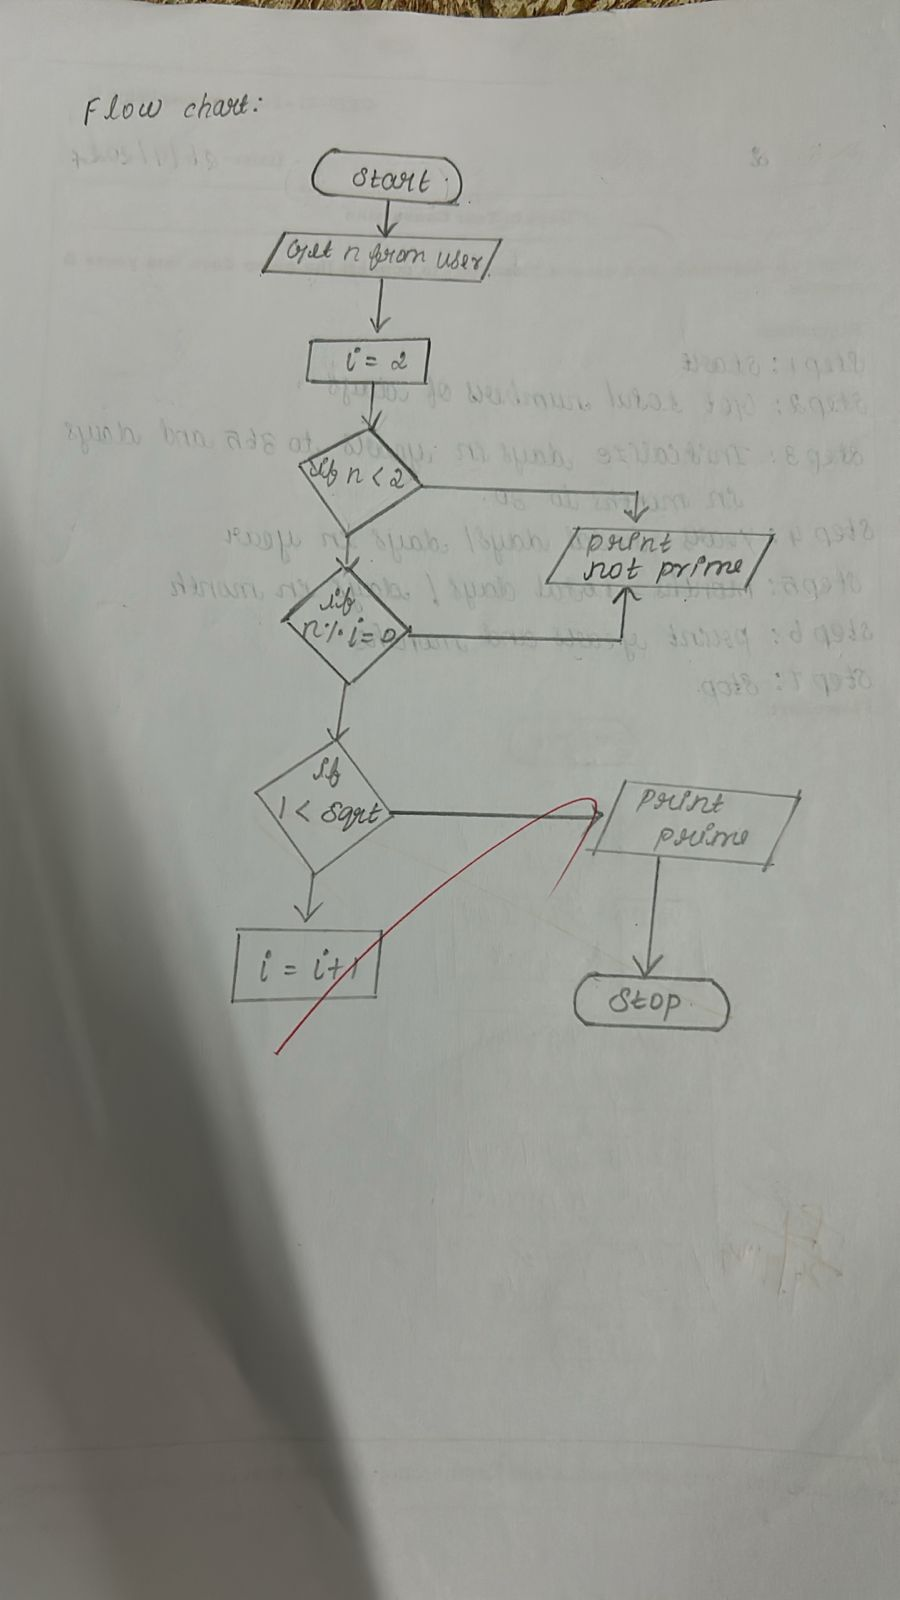 Flow chart:
Start
Get n from user
i = 2
if n < 2
print
not prime
if
n % i = 0
if
1 < sqrt
print
prime
i = i+1
Stop